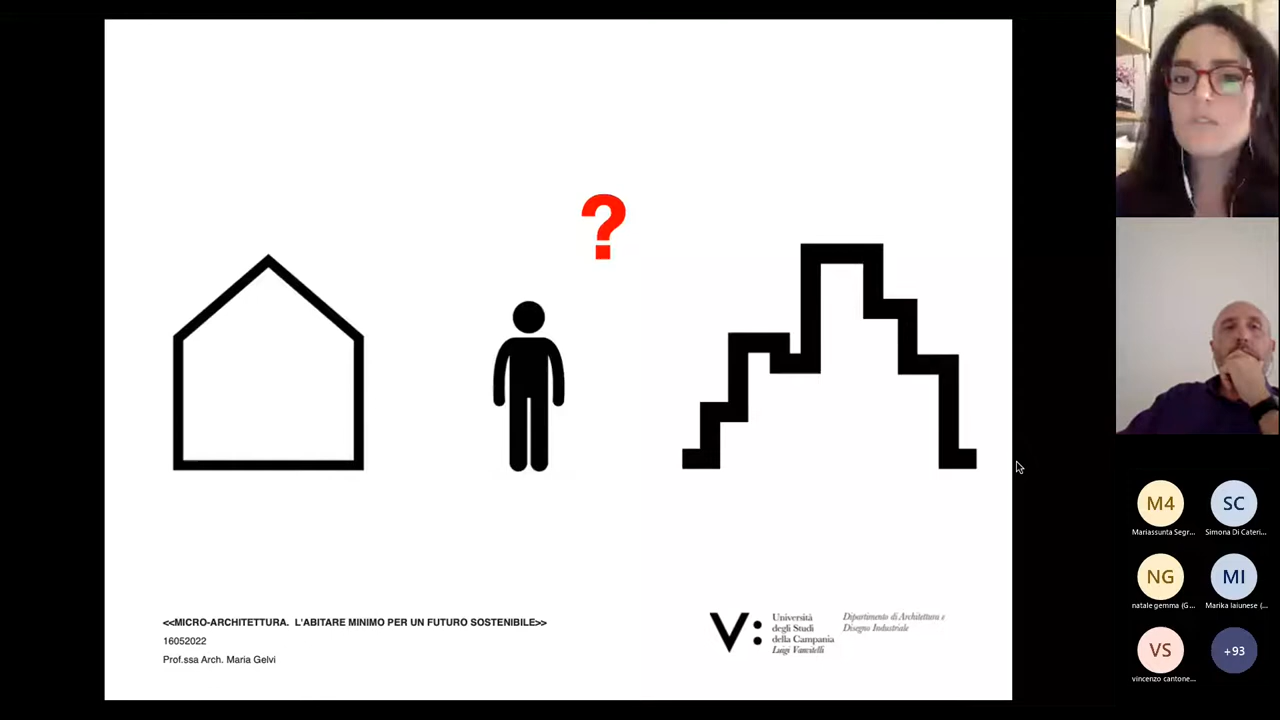 ?
<<MICRO-ARCHITETTURA.  L'ABITARE MINIMO PER UN FUTURO SOSTENIBILE>>
16052022
Prof.ssa Arch. Maria Gelvi
V:
Università
degli Studi
della Campania
Luigi Vanvitelli
Dipartimento di Architettura e
Disegno Industriale
M4
Mariassunta Segr...
SC
Simona Di Cateri...
NG
natale gemma (G...
MI
Marika Iaiunese (...
VS
vincenzo cantone...
+93